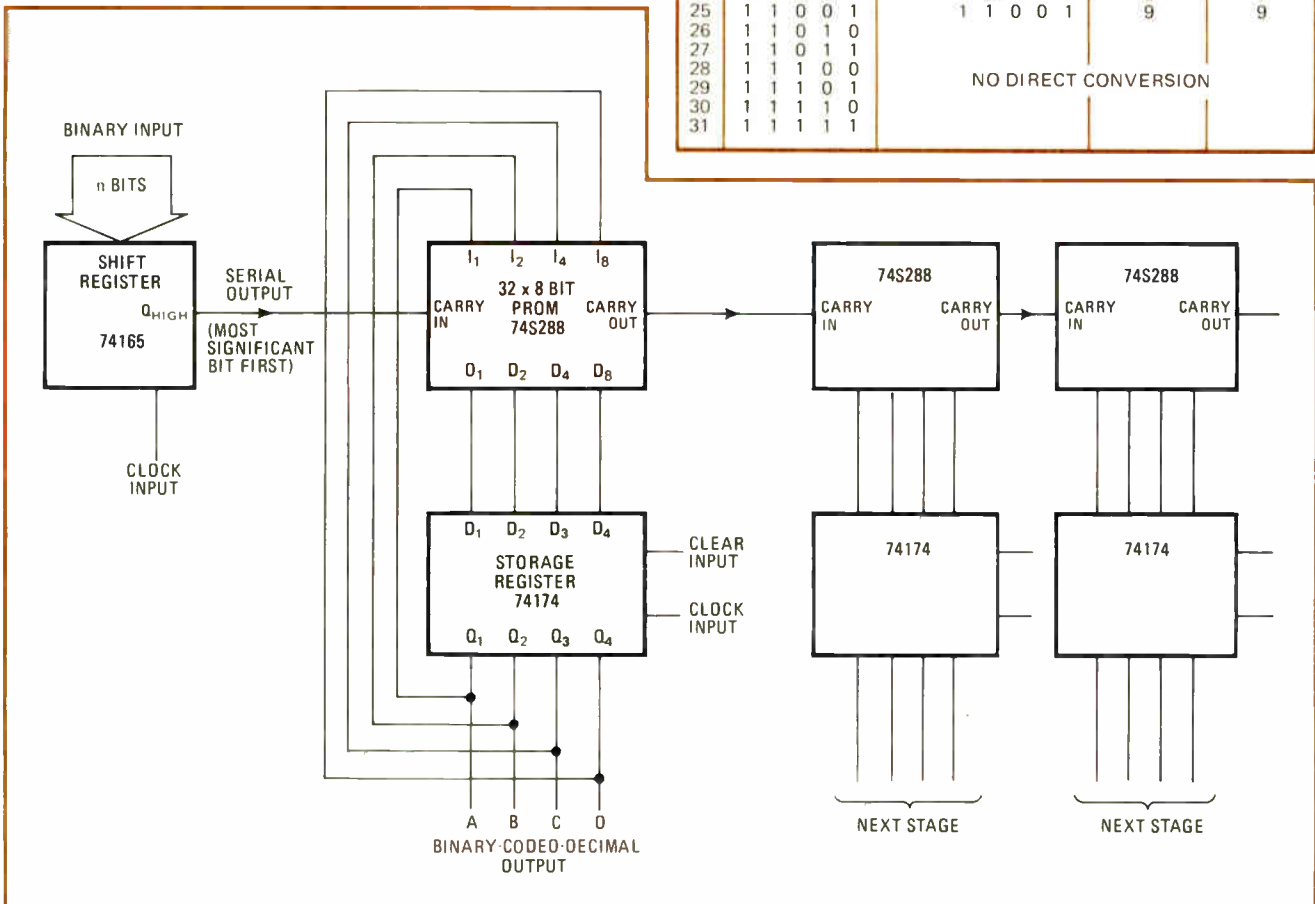 25 1 1 0 0 1 1 1 0 0 1 9 9
26 1 1 0 1 0
27 1 1 0 1 1
28 1 1 1 0 0
29 1 1 1 0 1
30 1 1 1 1 0
31 1 1 1 1 1
NO DIRECT CONVERSION
BINARY INPUT
n BITS
SHIFT
REGISTER
QHIGH
74165
SERIAL
OUTPUT
(MOST
SIGNIFICANT
BIT FIRST)
CLOCK
INPUT
I1 I2 I4 I8
32 x 8 BIT
PROM
74S288
CARRY
IN
CARRY
OUT
D1 D2 D4 D8
D1 D2 D3 D4
STORAGE
REGISTER
74174
Q1 Q2 Q3 Q4
CLEAR
INPUT
CLOCK
INPUT
A B C D
BINARY-CODED-DECIMAL
OUTPUT
74S288
CARRY
IN
CARRY
OUT
74174
NEXT STAGE
74S288
CARRY
IN
CARRY
OUT
74174
NEXT STAGE